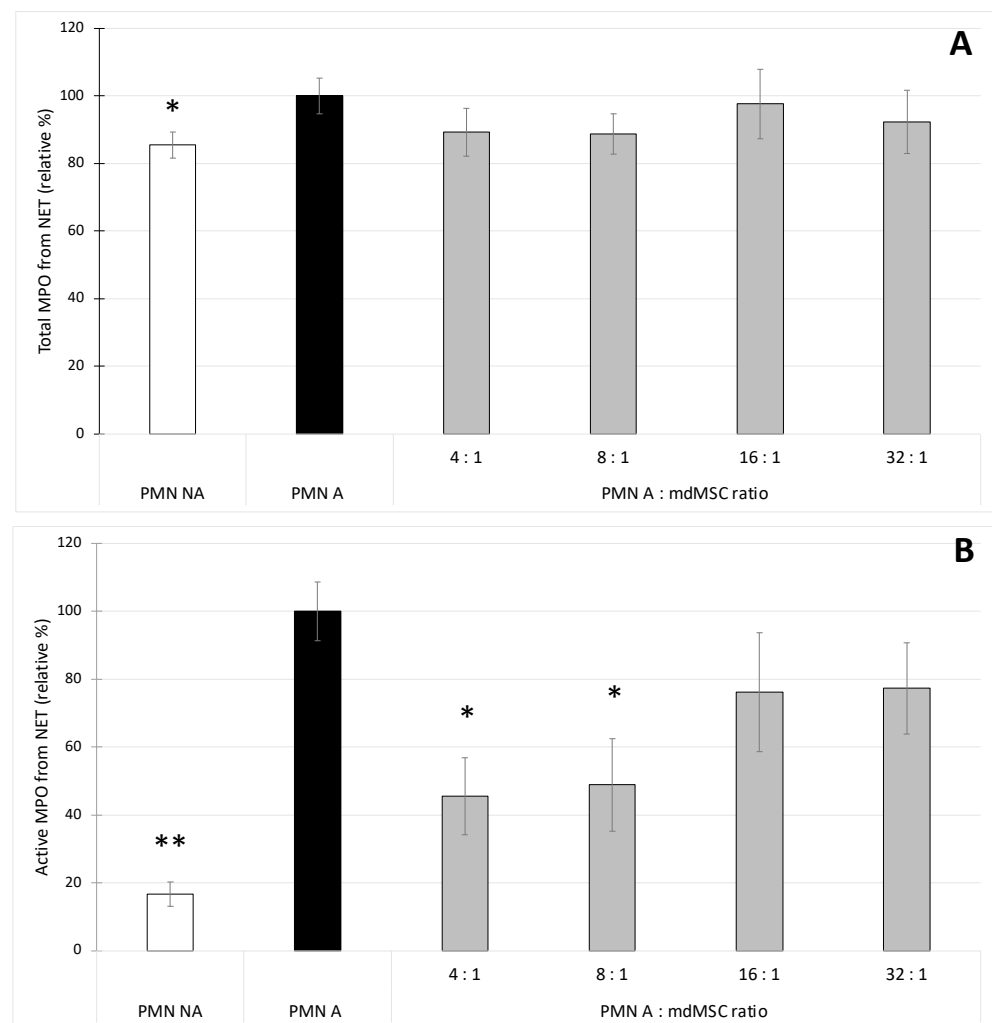 A
Total MPO from NET (relative %)
120
100
80
60
40
20
0
*
4 : 1 8 : 1 16 : 1 32 : 1
PMN NA PMN A PMN A : mdMSC ratio
B
Active MPO from NET (relative %)
120
100
80
60
40
20
0
**
*
*
4 : 1 8 : 1 16 : 1 32 : 1
PMN NA PMN A PMN A : mdMSC ratio